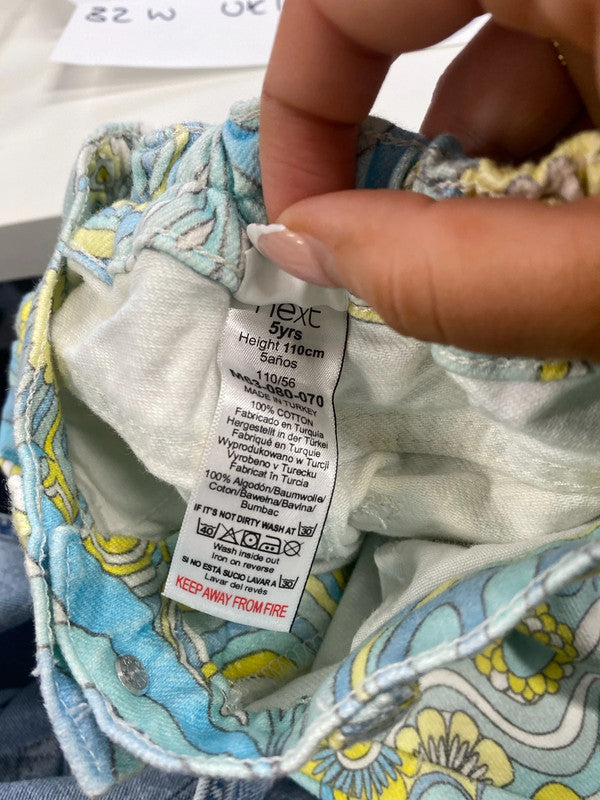 32 W UK
next
5yrs
Height 110cm
5años
110/56
M63-080-070
MADE IN TURKEY
100% COTTON
Fabricado en Turquía
Hergestellt in der Türkei
Fabriqué en Turquie
Wyprodukowano w Turcji
Vyrobeno v Turecku
Fabricat în Turcia
100% Algodón/Baumwolle/
Coton/Bawełna/Bavlna/
Bumbac
IF IT'S NOT DIRTY WASH AT 30
40
Wash inside out
Iron on reverse
SI NO ESTÁ SUCIO LAVAR A 30
Lavar del revés
KEEP AWAY FROM FIRE